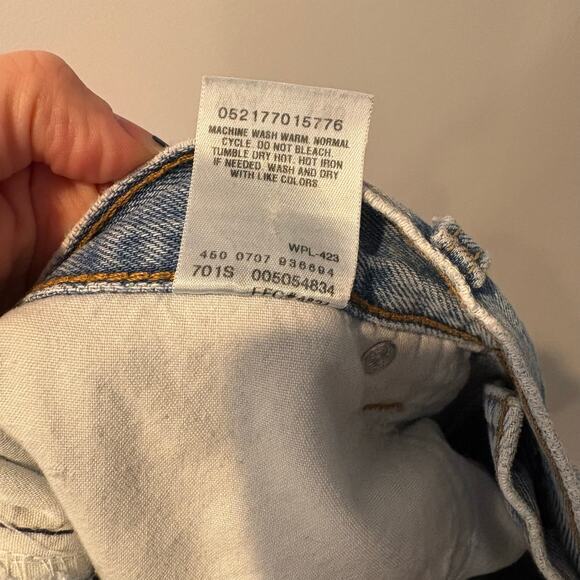 052177015776
MACHINE WASH WARM, NORMAL
CYCLE. DO NOT BLEACH.
TUMBLE DRY HOT. HOT IRON
IF NEEDED. WASH AND DRY
WITH LIKE COLORS.
WPL-423
450 0707 936694
701S 005054834